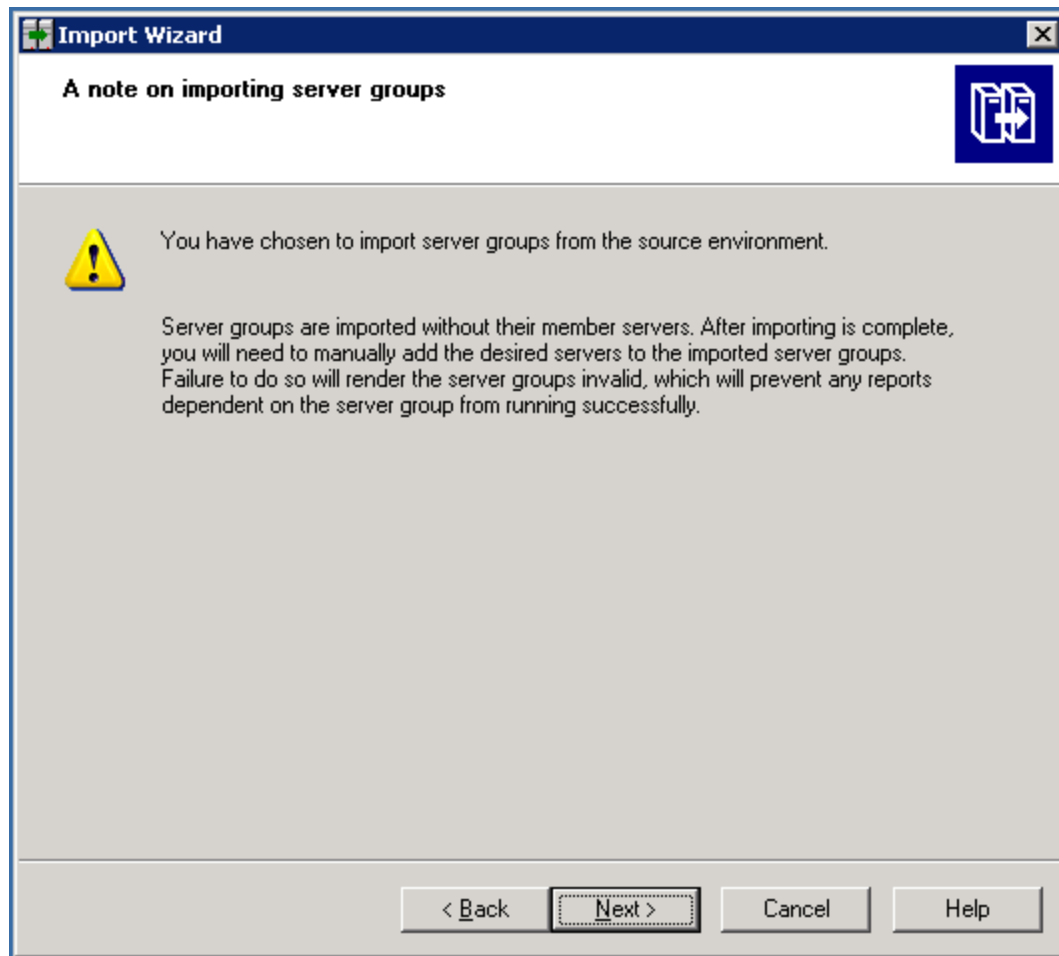 Import Wizard
A note on importing server groups
You have chosen to import server groups from the source environment.
Server groups are imported without their member servers. After importing is complete,
you will need to manually add the desired servers to the imported server groups.
Failure to do so will render the server groups invalid, which will prevent any reports
dependent on the server group from running successfully.
< Back
Next >
Cancel
Help